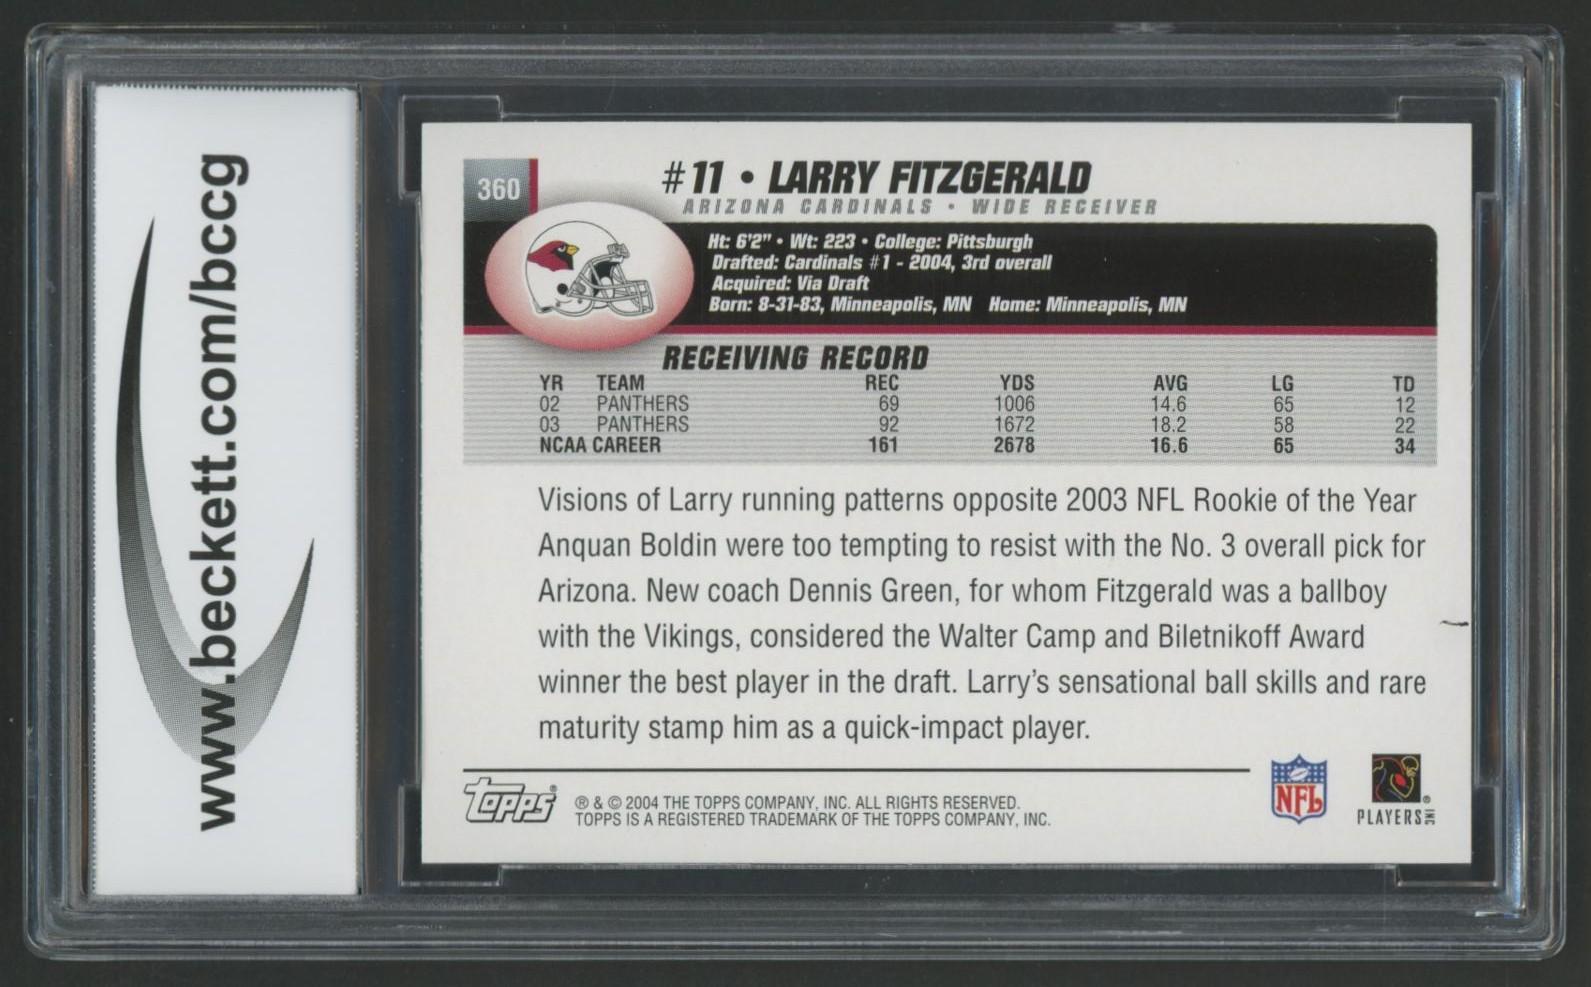 www.beckett.com/bccg
360
#11 • LARRY FITZGERALD
ARIZONA CARDINALS • WIDE RECEIVER
Ht: 6'2" • Wt: 223 • College: Pittsburgh
Drafted: Cardinals #1 - 2004, 3rd overall
Acquired: Via Draft
Born: 8-31-83, Minneapolis, MN Home: Minneapolis, MN
RECEIVING RECORD
YR TEAM REC YDS AVG LG TD
02 PANTHERS 69 1006 14.6 65 12
03 PANTHERS 92 1672 18.2 58 22
NCAA CAREER 161 2678 16.6 65 34
Visions of Larry running patterns opposite 2003 NFL Rookie of the Year
Anquan Boldin were too tempting to resist with the No. 3 overall pick for
Arizona. New coach Dennis Green, for whom Fitzgerald was a ballboy
with the Vikings, considered the Walter Camp and Biletnikoff Award
winner the best player in the draft. Larry's sensational ball skills and rare
maturity stamp him as a quick-impact player.
Topps®
® & © 2004 THE TOPPS COMPANY, INC. ALL RIGHTS RESERVED.
TOPPS IS A REGISTERED TRADEMARK OF THE TOPPS COMPANY, INC.
NFL
PLAYERS INC ®